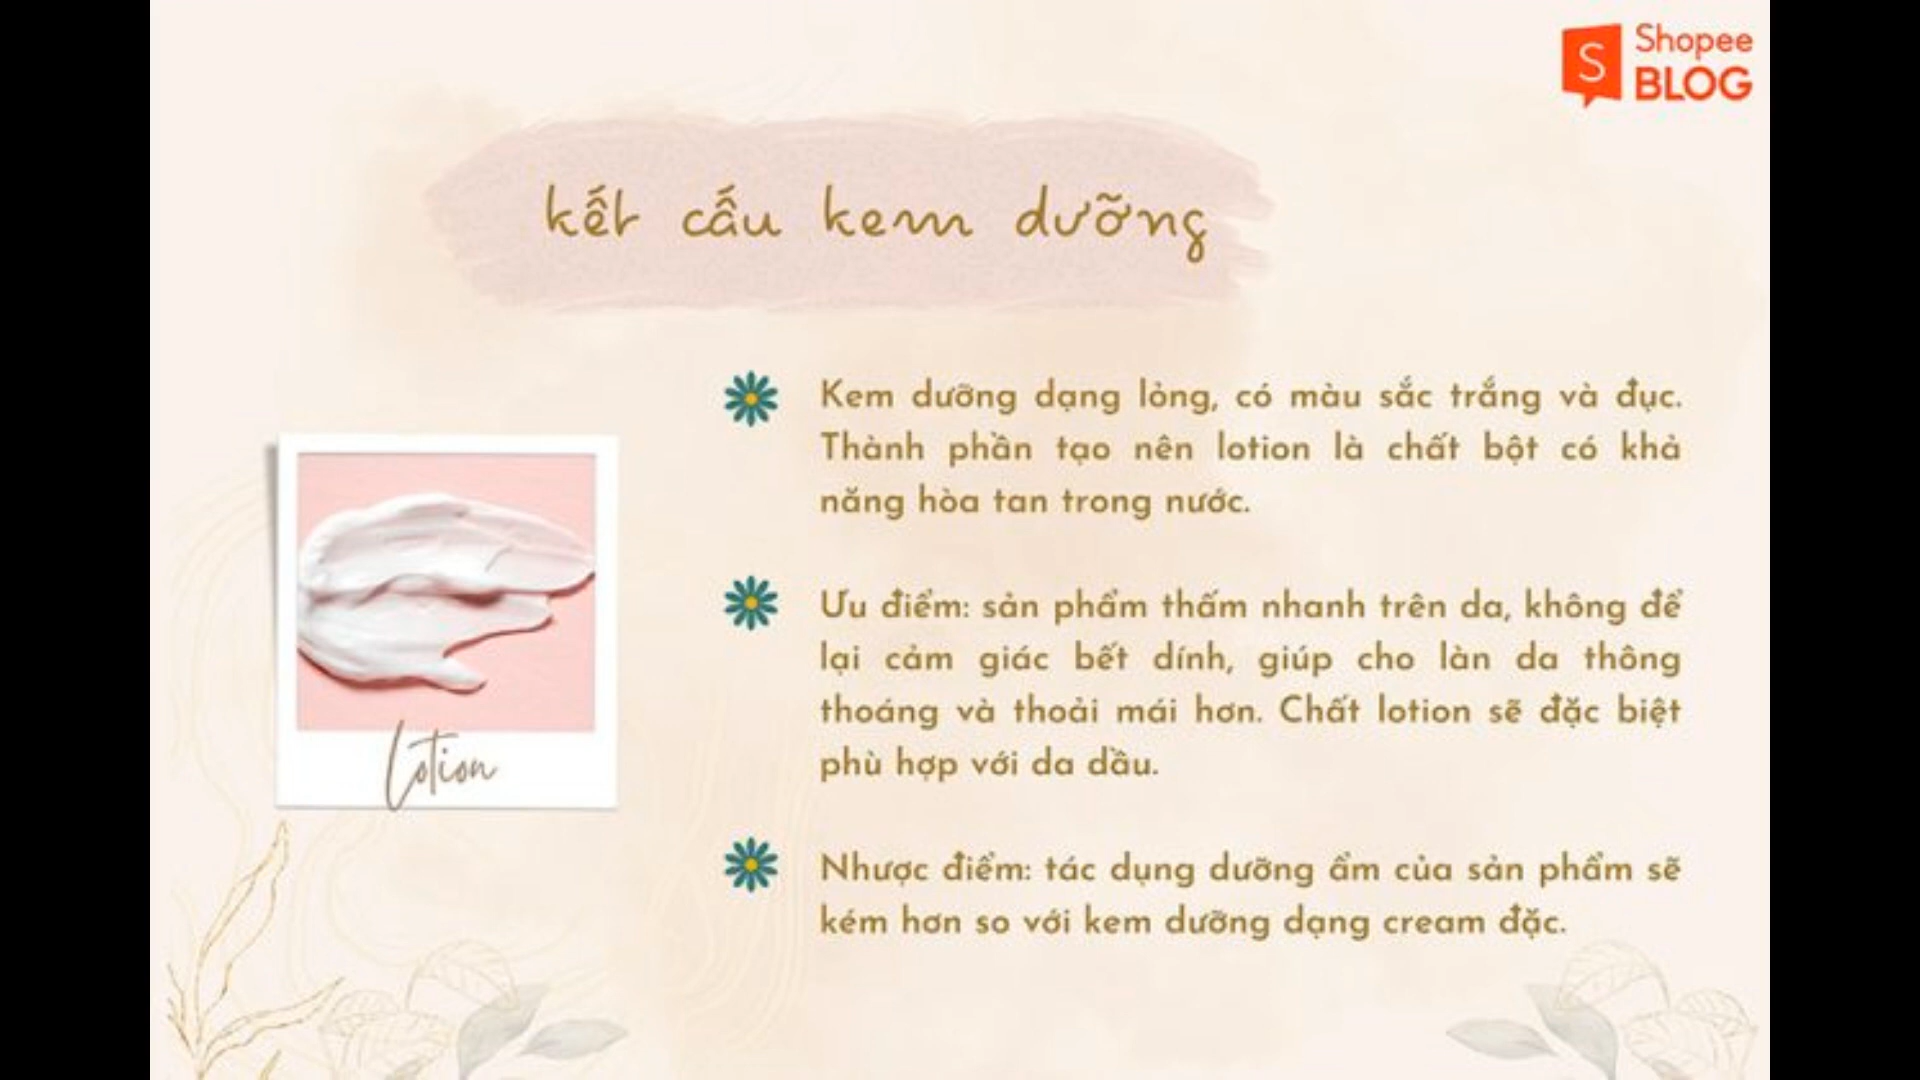 Shopee
BLOG
kết cấu kem dưỡng
Kem dưỡng dạng lỏng, có màu sắc trắng và đục.
Thành phần tạo nên lotion là chất bột có khả
năng hòa tan trong nước.
Ưu điểm: sản phẩm thấm nhanh trên da, không để
lại cảm giác bết dính, giúp cho làn da thông
thoáng và thoải mái hơn. Chất lotion sẽ đặc biệt
phù hợp với da dầu.
Lotion
Nhược điểm: tác dụng dưỡng ẩm của sản phẩm sẽ
kém hơn so với kem dưỡng dạng cream đặc.